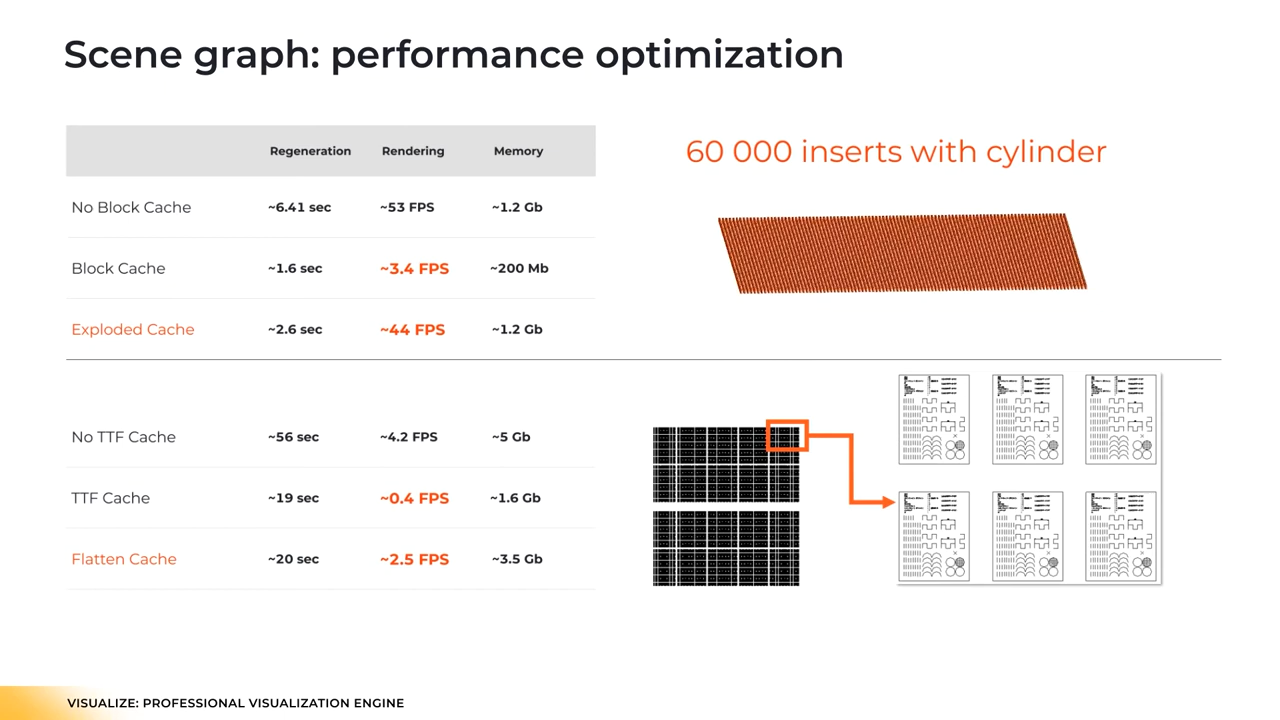 Scene graph: performance optimization
Regeneration Rendering Memory
No Block Cache ~6.41 sec ~53 FPS ~1.2 Gb
Block Cache ~1.6 sec ~3.4 FPS ~200 Mb
Exploded Cache ~2.6 sec ~44 FPS ~1.2 Gb
60 000 inserts with cylinder
No TTF Cache ~56 sec ~4.2 FPS ~5 Gb
TTF Cache ~19 sec ~0.4 FPS ~1.6 Gb
Flatten Cache ~20 sec ~2.5 FPS ~3.5 Gb
VISUALIZE: PROFESSIONAL VISUALIZATION ENGINE